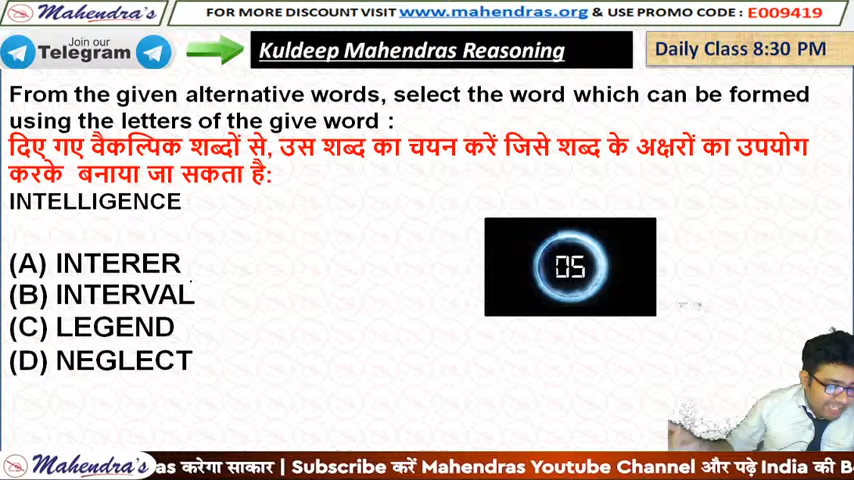 Mahendra's
FOR MORE DISCOUNT VISIT www.mahendras.org & USE PROMO CODE : E009419
Join our
Telegram
Kuldeep Mahendras Reasoning
Daily Class 8:30 PM
From the given alternative words, select the word which can be formed
using the letters of the give word :
दिए गए वैकल्पिक शब्दों से, उस शब्द का चयन करें जिसे शब्द के अक्षरों का उपयोग
करके बनाया जा सकता है:
INTELLIGENCE
(A) INTERER
(B) INTERVAL
(C) LEGEND
(D) NEGLECT
05
Mahendra's
as करेगा साकार | Subscribe करें Mahendras Youtube Channel और पढ़े India की B